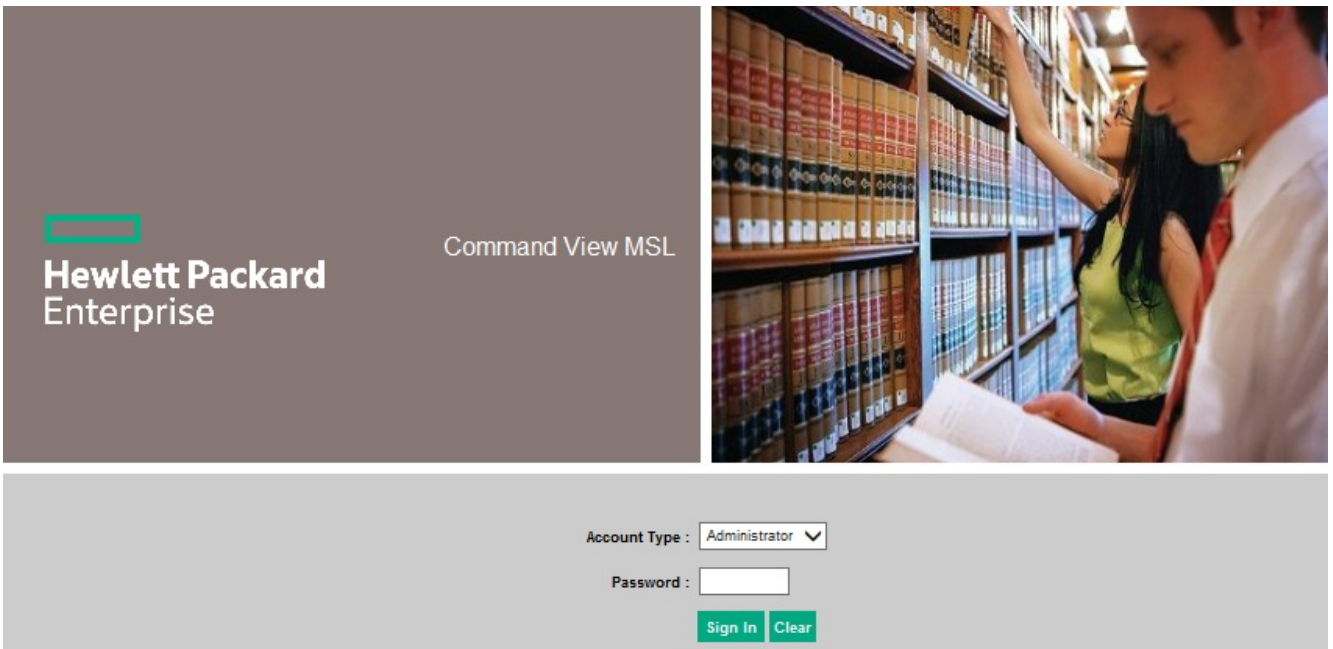 Hewlett Packard
Enterprise
Command View MSL
Account Type : Administrator
Password :
Sign In Clear